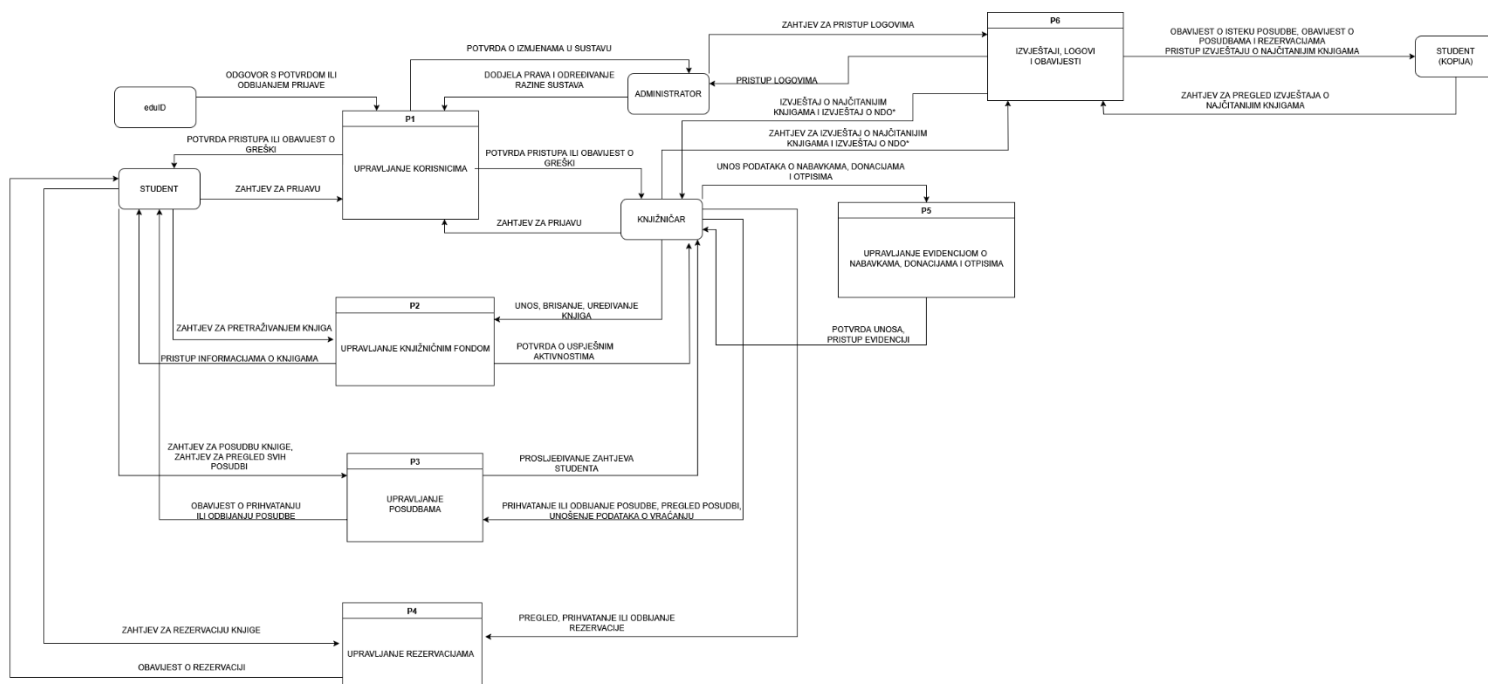 ZAHTJEV ZA PRISTUP LOGOVIMA
P6
OBAVIJEST O ISTEKU POSUDBE, OBAVIJEST O
POSUDBAMA I REZERVACIJAMA
PRISTUP IZVJEŠTAJU O NAJČITANIJIM KNJIGAMA
POTVRDA O IZMJENAMA U SUSTAVU
IZVJEŠTAJI, LOGOVI
I OBAVIJESTI
STUDENT
(KOPIJA)
ODGOVOR S POTVRDOM ILI
ODBIJANJEM PRIJAVE
DODJELA PRAVA I ODREĐIVANJE
RAZINE SUSTAVA
PRISTUP LOGOVIMA
eduID
ADMINISTRATOR
IZVJEŠTAJ O NAJČITANIJIM
KNJIGAMA I IZVJEŠTAJ O NDO*
ZAHTJEV ZA PREGLED IZVJEŠTAJA O
NAJČITANIJIM KNJIGAMA
P1
ZAHTJEV ZA IZVJEŠTAJ O NAJČITANIJIM
KNJIGAMA I IZVJEŠTAJ O NDO*
POTVRDA PRISTUPA ILI OBAVIJEST O
GREŠKI
UPRAVLJANJE KORISNICIMA
POTVRDA PRISTUPA ILI OBAVIJEST O
GREŠKI
UNOS PODATAKA O NABAVKAMA, DONACIJAMA
I OTPISIMA
STUDENT
ZAHTJEV ZA PRIJAVU
ZAHTJEV ZA PRIJAVU
KNJIŽNIČAR
P5
UPRAVLJANJE EVIDENCIJOM O
NABAVKAMA, DONACIJAMA I OTPISIMA
P2
UNOS, BRISANJE, UREĐIVANJE
KNJIGA
ZAHTJEV ZA PRETRAŽIVANJEM KNJIGA
UPRAVLJANJE KNJIŽNIČNIM FONDOM
PRISTUP INFORMACIJAMA O KNJIGAMA
POTVRDA O USPJEŠNIM
AKTIVNOSTIMA
POTVRDA UNOSA,
PRISTUP EVIDENCIJI
ZAHTJEV ZA POSUDBU KNJIGE,
ZAHTJEV ZA PREGLED SVIH
POSUDBI
P3
PROSLJEĐIVANJE ZAHTJEVA
STUDENTA
UPRAVLJANJE
POSUDBAMA
OBAVIJEST O PRIHVATANJU
ILI ODBIJANJU POSUDBE
PRIHVATANJE ILI ODBIJANJE POSUDBE, PREGLED POSUDBI,
UNOŠENJE PODATAKA O VRAČANJU
P4
ZAHTJEV ZA REZERVACIJU KNJIGE
PREGLED, PRIHVATANJE ILI ODBIJANJE
REZERVACIJE
UPRAVLJANJE REZERVACIJAMA
OBAVIJEST O REZERVACIJI